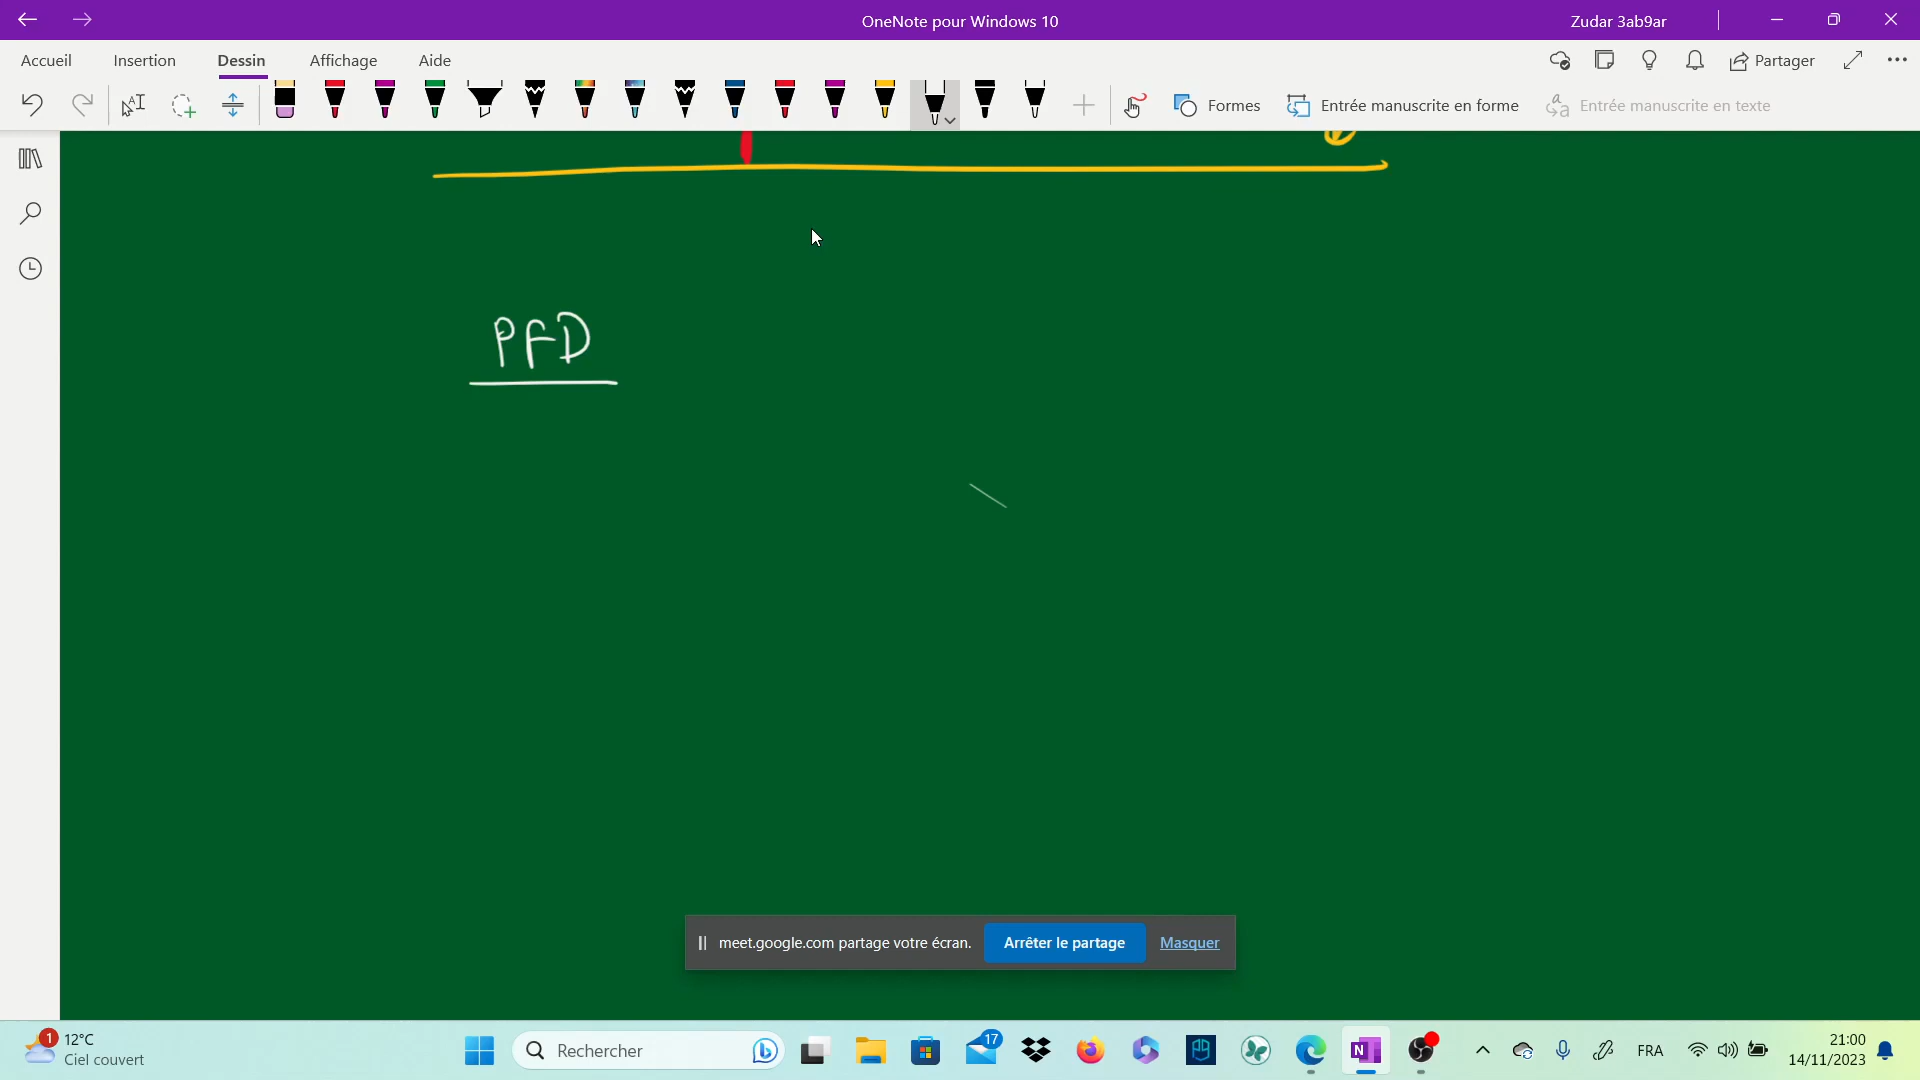 OneNote pour Windows 10
Zudar 3ab9ar
Accueil
Insertion
Dessin
Affichage
Aide
Partager
Formes
Entrée manuscrite en forme
Entrée manuscrite en texte
PFD
meet.google.com partage votre écran.
Arrêter le partage
Masquer
1
12°C
Ciel couvert
Rechercher
17
FRA
21:00
14/11/2023